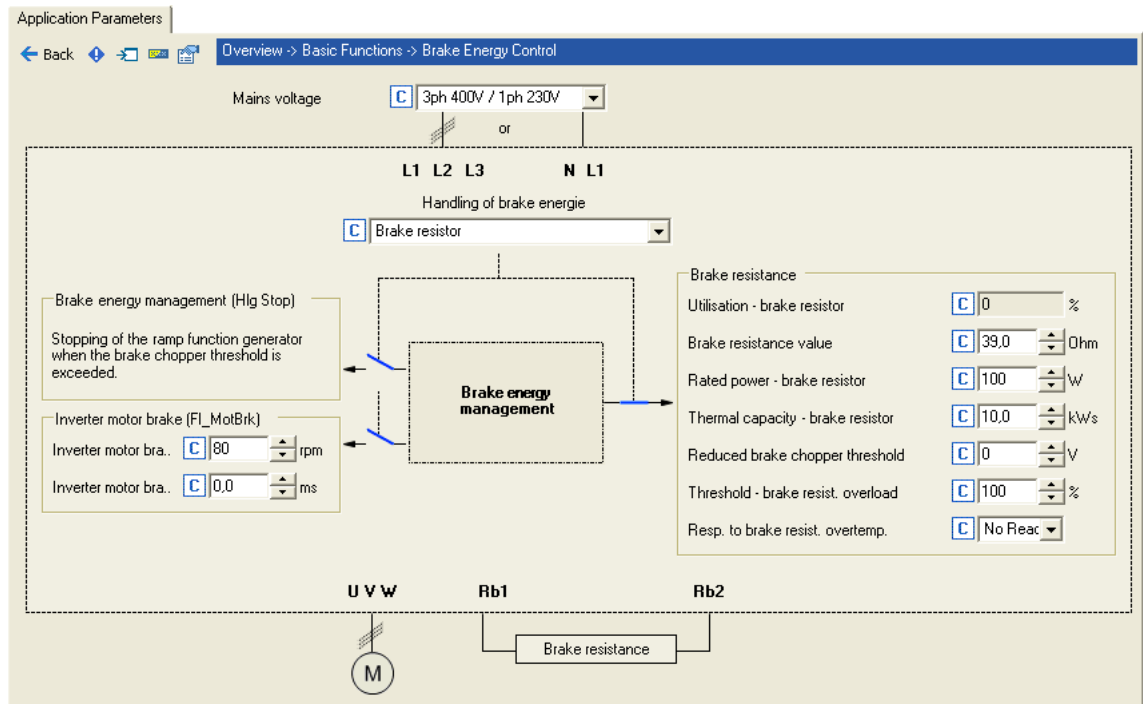 Application Parameters
Back
Overview -> Basic Functions -> Brake Energy Control
Mains voltage
C 3ph 400V / 1ph 230V
or
L1 L2 L3 N L1
Handling of brake energie
C Brake resistor
Brake energy management (Hlg Stop)
Stopping of the ramp function generator
when the brake chopper threshold is
exceeded.
Inverter motor brake (FI_MotBrk)
Inverter motor bra.. C 80 rpm
Inverter motor bra.. C 0,0 ms
Brake energy
management
Brake resistance
Utilisation - brake resistor C 0 %
Brake resistance value C 39,0 Ohm
Rated power - brake resistor C 100 W
Thermal capacity - brake resistor C 10,0 kWs
Reduced brake chopper threshold C 0 V
Threshold - brake resist. overload C 100 %
Resp. to brake resist. overtemp. C No Reac
U V W Rb1 Rb2
Brake resistance
M